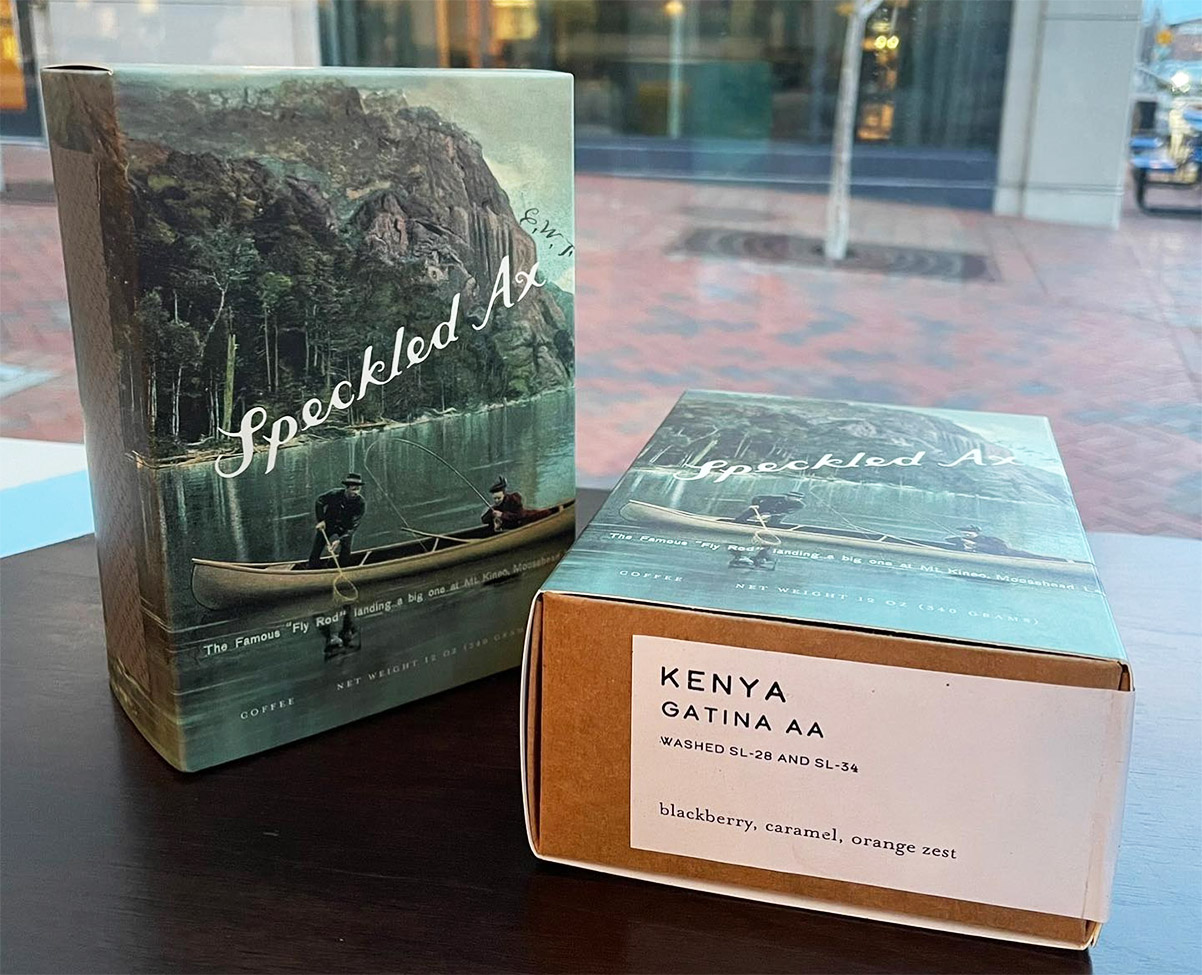 S.W.T.
Speckled Ax
The Famous "Fly Rod" landing a big one at Mt. Kineo, Moosehead
COFFEE NET WEIGHT 12 OZ (340 GRAMS)
Speckled Ax
The Famous "Fly Rod" landing a big one at Mt. Kineo, Moosehead
COFFEE NET WEIGHT 12 OZ (340 GRAMS)
KENYA
GATINA AA
WASHED SL-28 AND SL-34
blackberry, caramel, orange zest